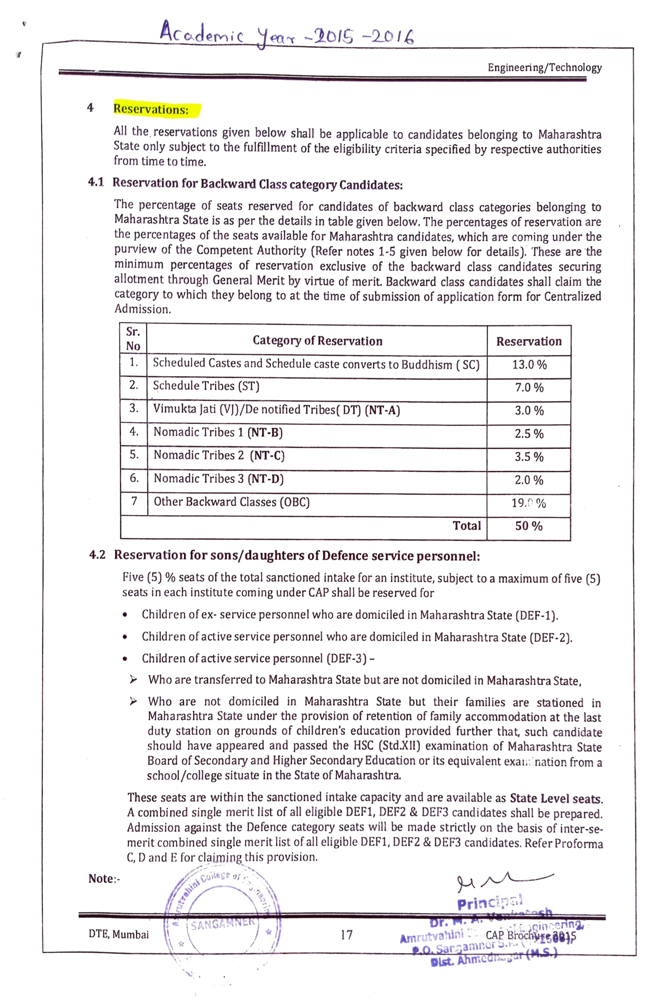 Academic Year - 2015 - 2016
Engineering/Technology
4 Reservations:
All the reservations given below shall be applicable to candidates belonging to Maharashtra
State only subject to the fulfillment of the eligibility criteria specified by respective authorities
from time to time.
4.1 Reservation for Backward Class category Candidates:
The percentage of seats reserved for candidates of backward class categories belonging to
Maharashtra State is as per the details in table given below. The percentages of reservation are
the percentages of the seats available for Maharashtra candidates, which are coming under the
purview of the Competent Authority (Refer notes 1-5 given below for details). These are the
minimum percentages of reservation exclusive of the backward class candidates securing
allotment through General Merit by virtue of merit. Backward class candidates shall claim the
category to which they belong to at the time of submission of application form for Centralized
Admission.
Sr. No Category of Reservation Reservation
1. Scheduled Castes and Schedule caste converts to Buddhism ( SC) 13.0 %
2. Schedule Tribes (ST) 7.0 %
3. Vimukta Jati (VJ)/De notified Tribes( DT) (NT-A) 3.0 %
4. Nomadic Tribes 1 (NT-B) 2.5 %
5. Nomadic Tribes 2 (NT-C) 3.5 %
6. Nomadic Tribes 3 (NT-D) 2.0 %
7 Other Backward Classes (OBC) 19.0 %
Total 50 %
4.2 Reservation for sons/daughters of Defence service personnel:
Five (5) % seats of the total sanctioned intake for an institute, subject to a maximum of five (5)
seats in each institute coming under CAP shall be reserved for
• Children of ex- service personnel who are domiciled in Maharashtra State (DEF-1).
• Children of active service personnel who are domiciled in Maharashtra State (DEF-2).
• Children of active service personnel (DEF-3) –
➢ Who are transferred to Maharashtra State but are not domiciled in Maharashtra State,
➢ Who are not domiciled in Maharashtra State but their families are stationed in
Maharashtra State under the provision of retention of family accommodation at the last
duty station on grounds of children's education provided further that, such candidate
should have appeared and passed the HSC (Std.XII) examination of Maharashtra State
Board of Secondary and Higher Secondary Education or its equivalent examination from a
school/college situate in the State of Maharashtra.
These seats are within the sanctioned intake capacity and are available as State Level seats.
A combined single merit list of all eligible DEF1, DEF2 & DEF3 candidates shall be prepared.
Admission against the Defence category seats will be made strictly on the basis of inter-se-
merit combined single merit list of all eligible DEF1, DEF2 & DEF3 candidates. Refer Proforma
C, D and E for claiming this provision.
Note:-
Amrutvahini College of Engineering
SANGAMNER
Principal
Dr. M. A. Venkatesh
Amrutvahini of Engineering,
P.O. Sangamner S.K.
Dist. Ahmednagar (M.S.)
DTE, Mumbai 17 CAP Brochure 2015